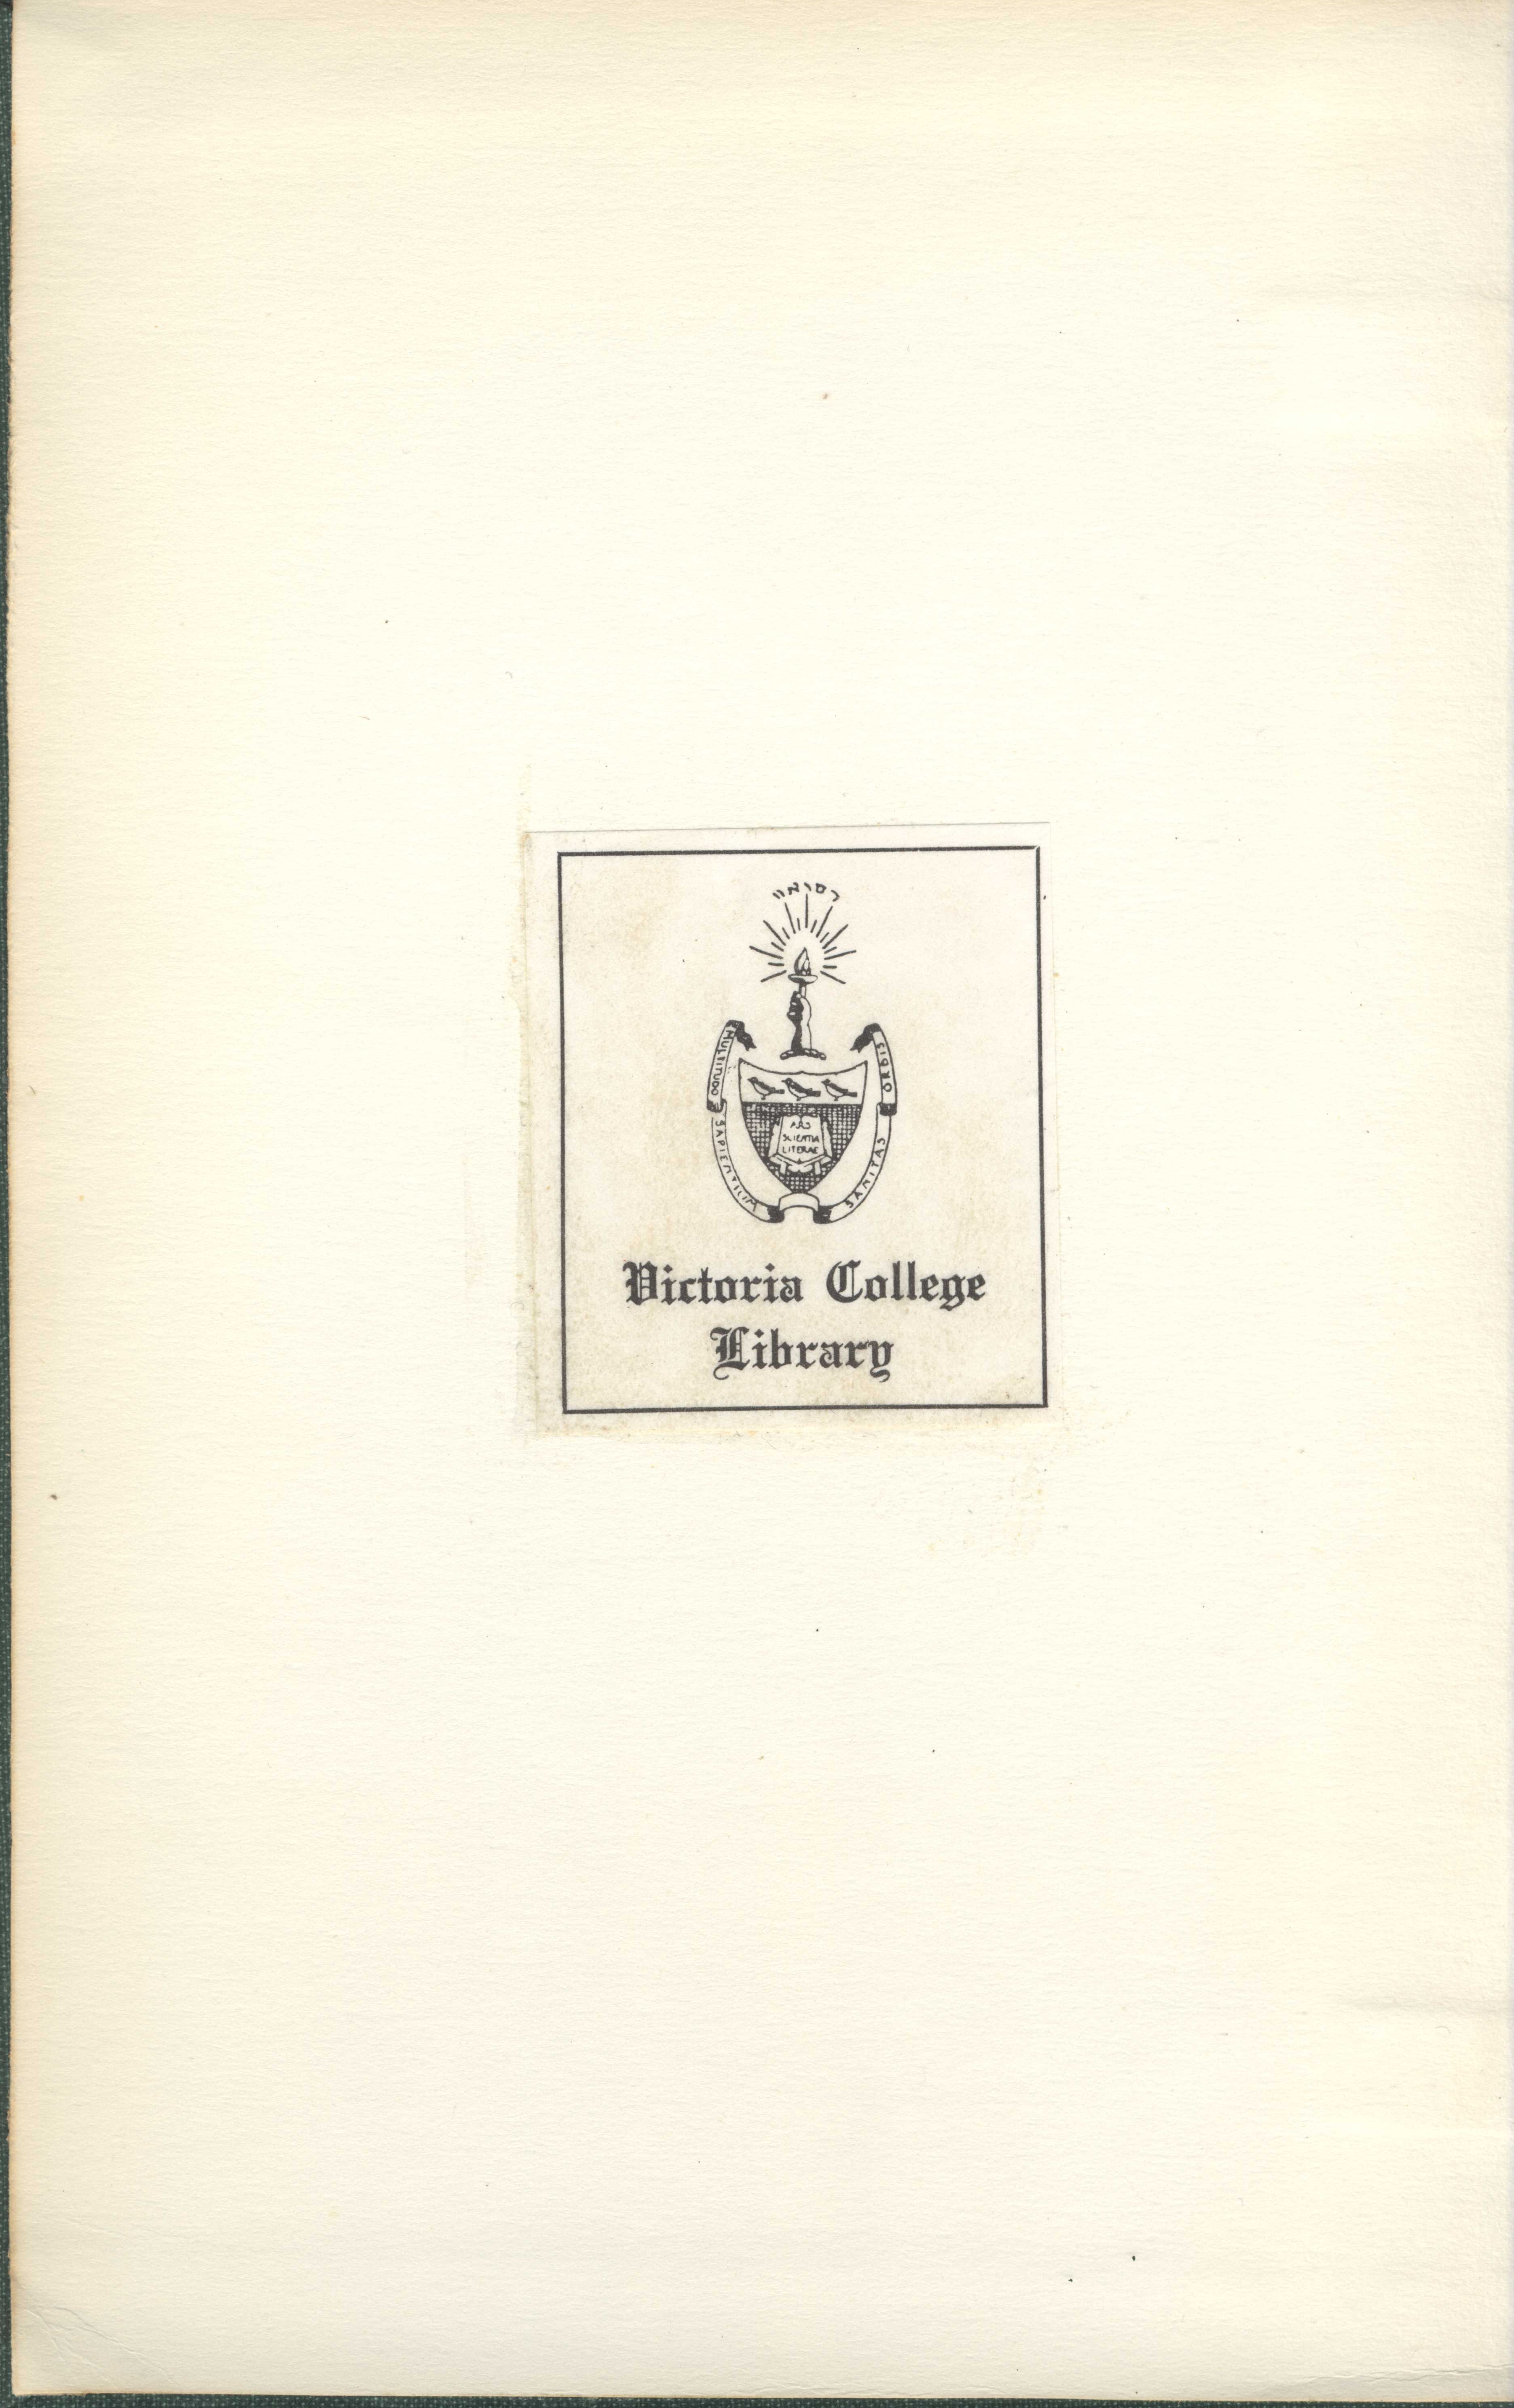 MULTITUDO
SAPIENTIUM
SANITAS
ORBIS
ARS
SCIENTIA
LITERAE
Victoria College
Library